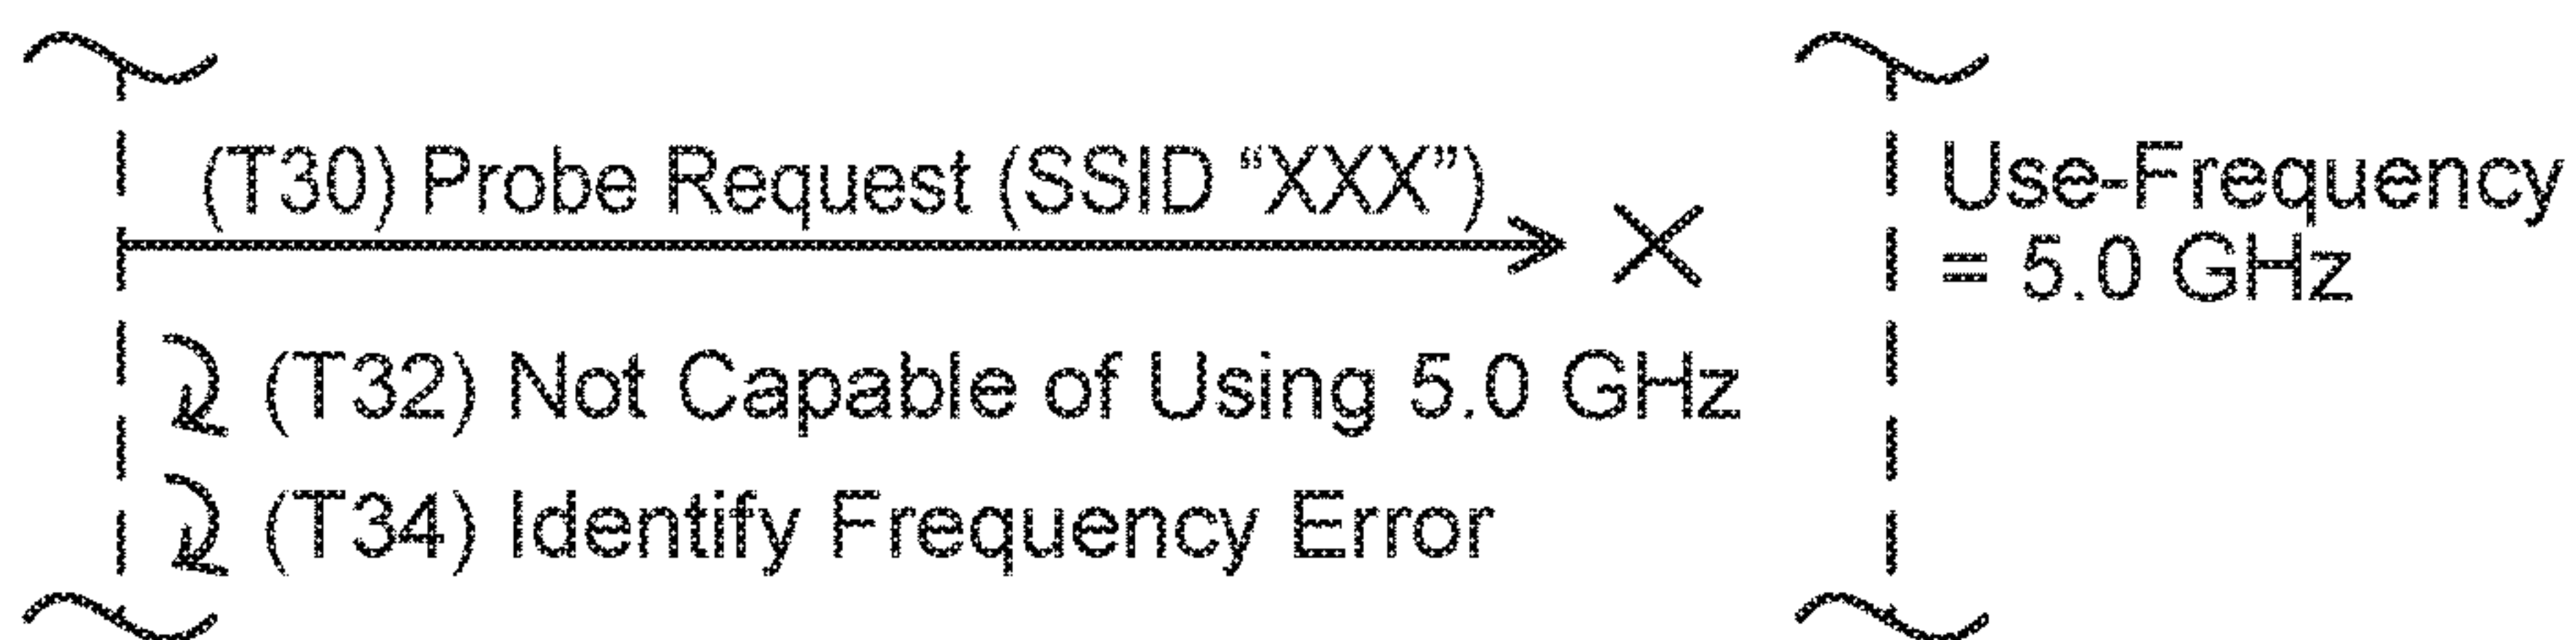 (T30) Probe Request (SSID “XXX”)
Use-Frequency
= 5.0 GHz
(T32) Not Capable of Using 5.0 GHz
(T34) Identify Frequency Error